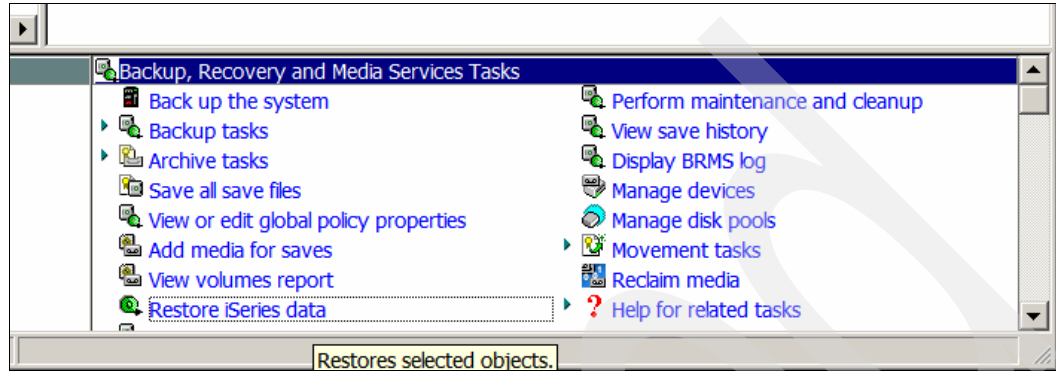 Backup, Recovery and Media Services Tasks
Back up the system
Backup tasks
Archive tasks
Save all save files
View or edit global policy properties
Add media for saves
View volumes report
Restore iSeries data
Perform maintenance and cleanup
View save history
Display BRMS log
Manage devices
Manage disk pools
Movement tasks
Reclaim media
Help for related tasks
Restores selected objects.